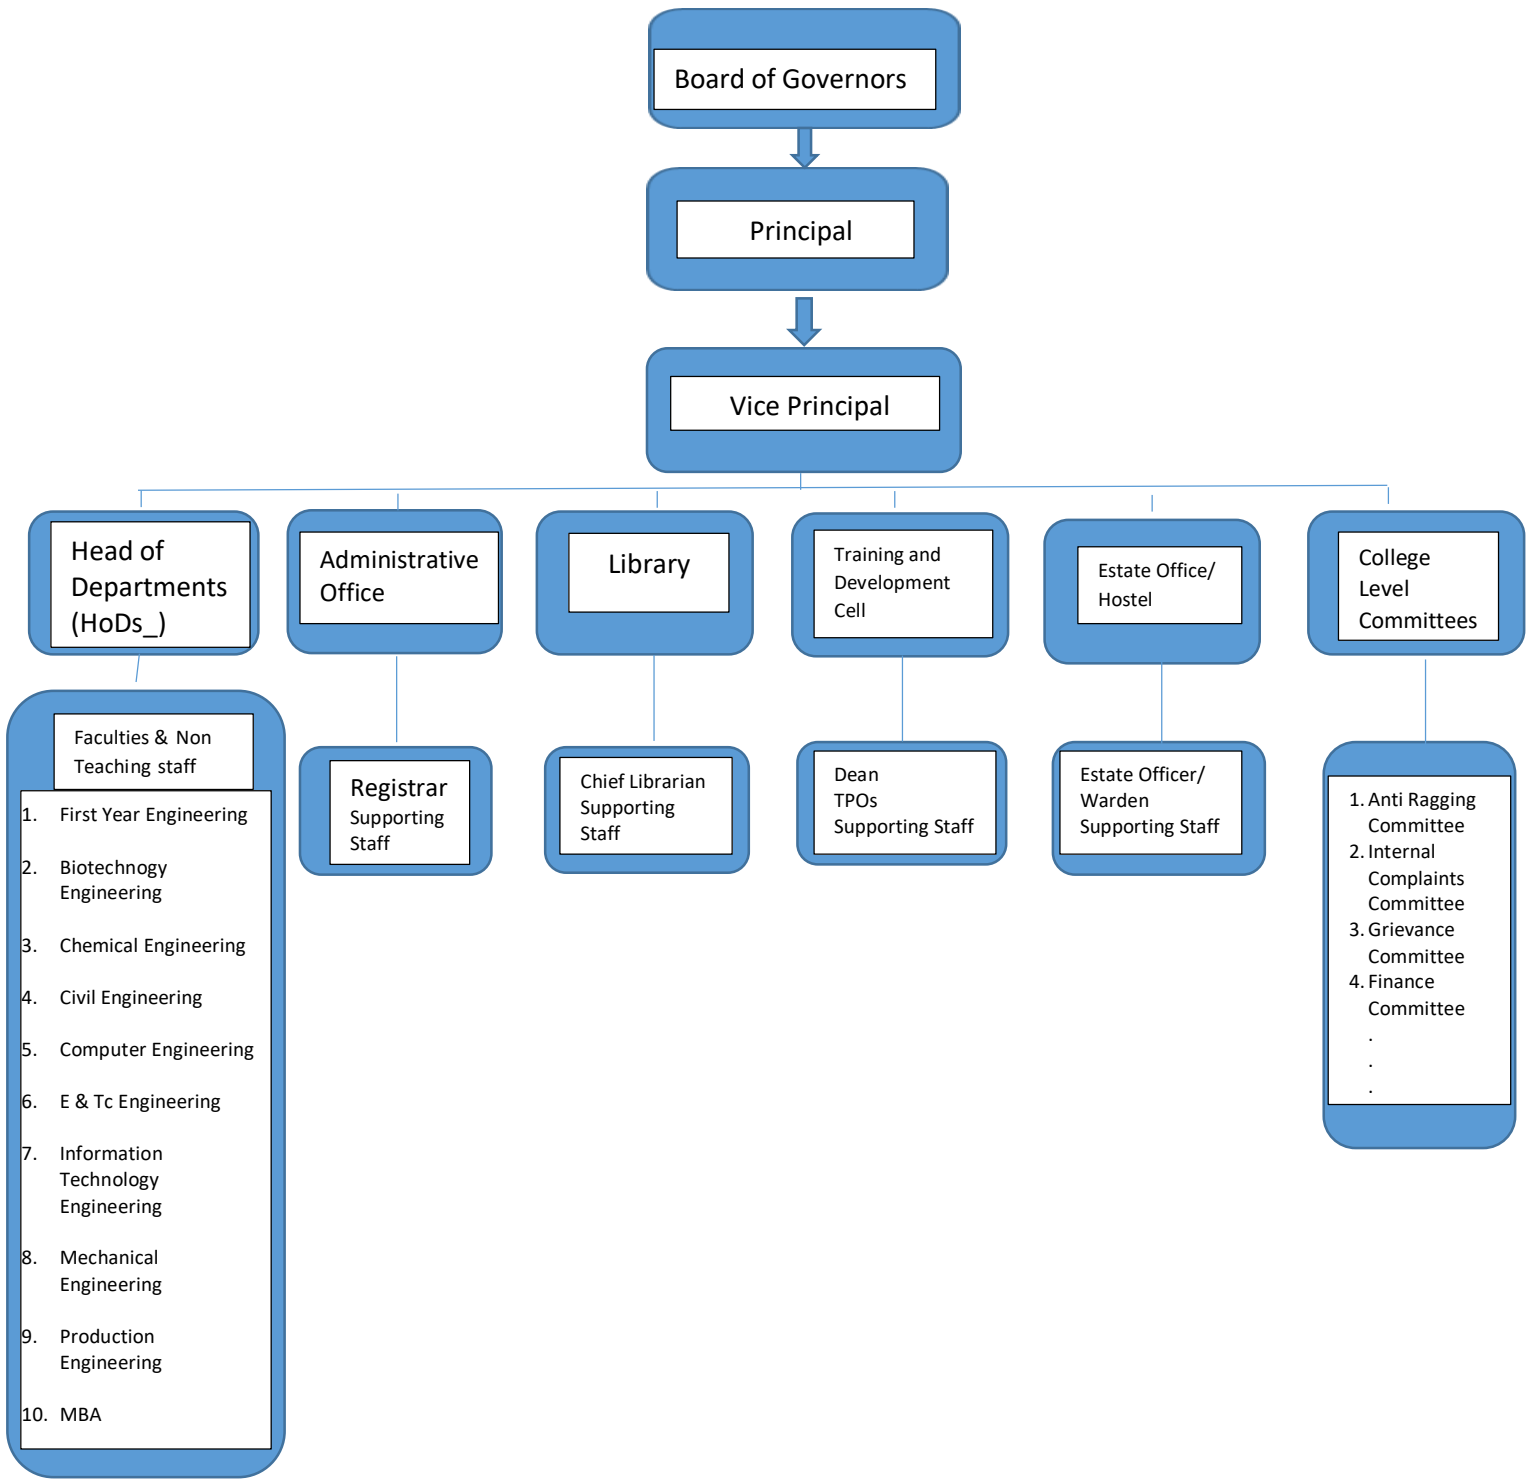 Board of Governors
Principal
Vice Principal
Head of
Departments
(HoDs_)
Administrative
Office
Library
Training and
Development
Cell
Estate Office/
Hostel
College
Level
Committees
Faculties & Non
Teaching staff
1. First Year Engineering
2. Biotechnogy
Engineering
3. Chemical Engineering
4. Civil Engineering
5. Computer Engineering
6. E & Tc Engineering
7. Information
Technology
Engineering
8. Mechanical
Engineering
9. Production
Engineering
10. MBA
Registrar
Supporting
Staff
Chief Librarian
Supporting
Staff
Dean
TPOs
Supporting Staff
Estate Officer/
Warden
Supporting Staff
1. Anti Ragging
Committee
2. Internal
Complaints
Committee
3. Grievance
Committee
4. Finance
Committee
.
.
.